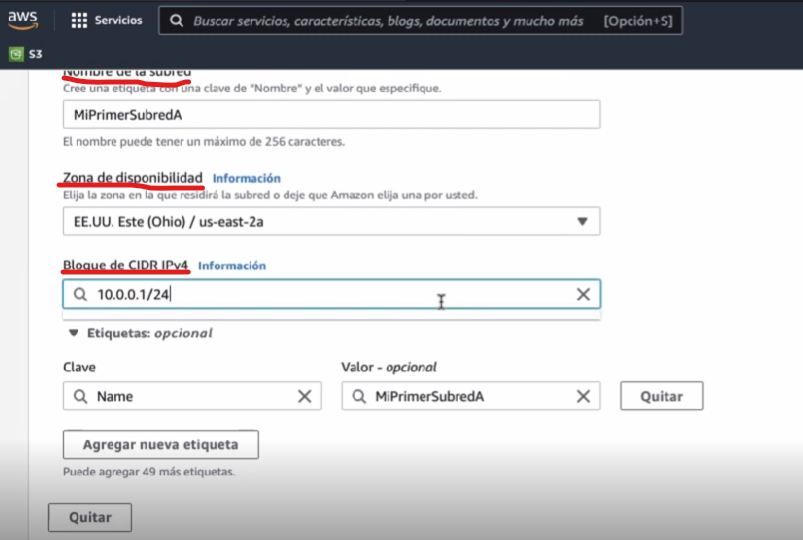 aws Servicios Buscar servicios, características, blogs, documentos y mucho más [Opción+S]
S3
Nombre de la subred
Cree una etiqueta con una clave de "Nombre" y el valor que especifique.
MiPrimerSubredA
El nombre puede tener un máximo de 256 caracteres.
Zona de disponibilidad Información
Elija la zona en la que residirá la subred o deje que Amazon elija una por usted.
EE.UU. Este (Ohio) / us-east-2a
Bloque de CIDR IPv4 Información
10.0.0.1/24
Etiquetas: opcional
Clave Valor - opcional
Name MiPrimerSubredA Quitar
Agregar nueva etiqueta
Puede agregar 49 más etiquetas.
Quitar